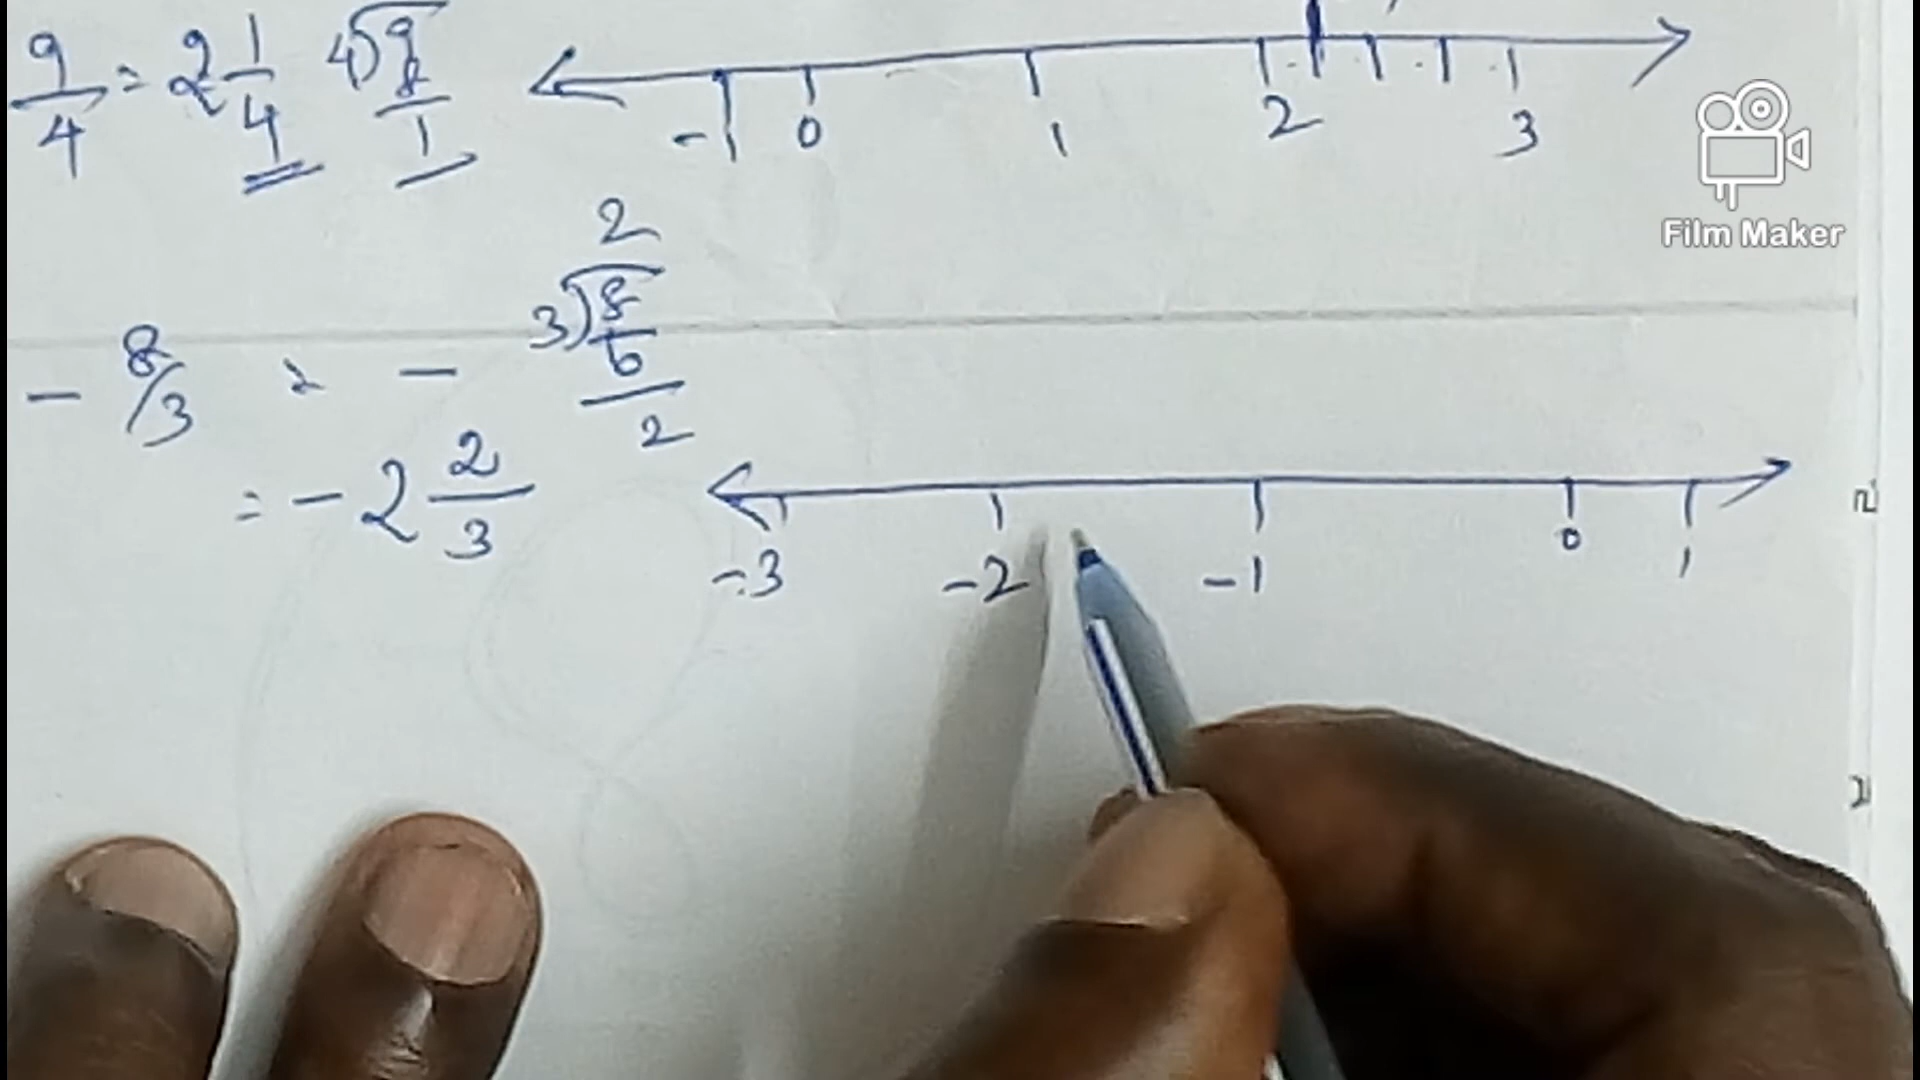 9/4 = 2 1/4 4)9 8 1
-1 0 1 2 3
Film Maker
- 8/3 = - 3)8 2 6 2
= -2 2/3
-3 -2 -1 0 1